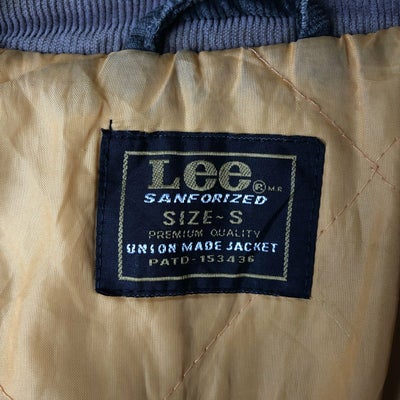 Lee ® M.R
SANFORIZED
SIZE~S
PREMIUM QUALITY
UNION MADE JACKET
PATD-153436